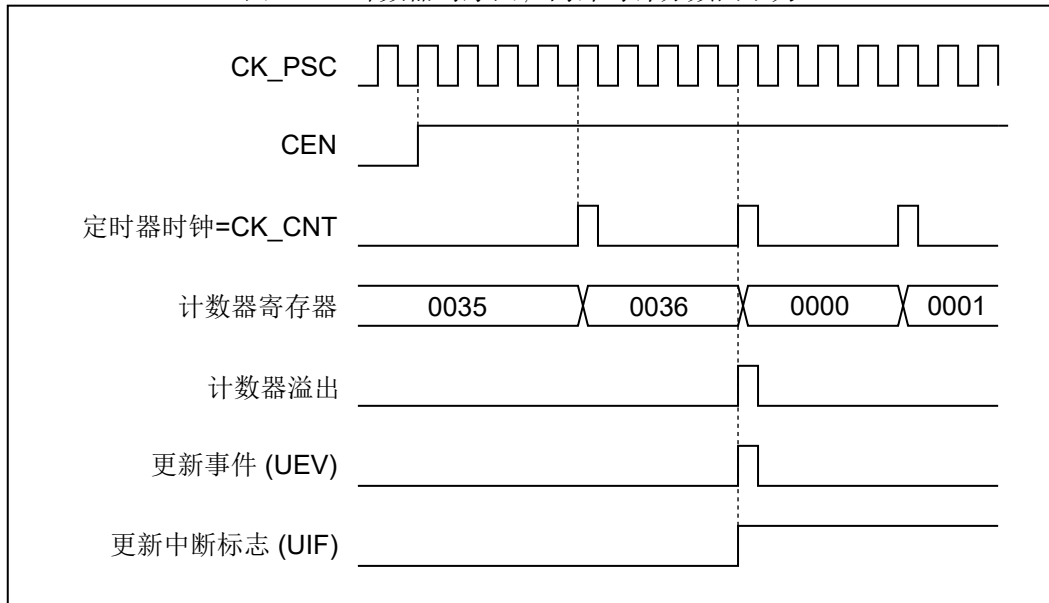 CK_PSC
CEN
定时器时钟=CK_CNT
计数器寄存器 0035 0036 0000 0001
计数器溢出
更新事件 (UEV)
更新中断标志 (UIF)